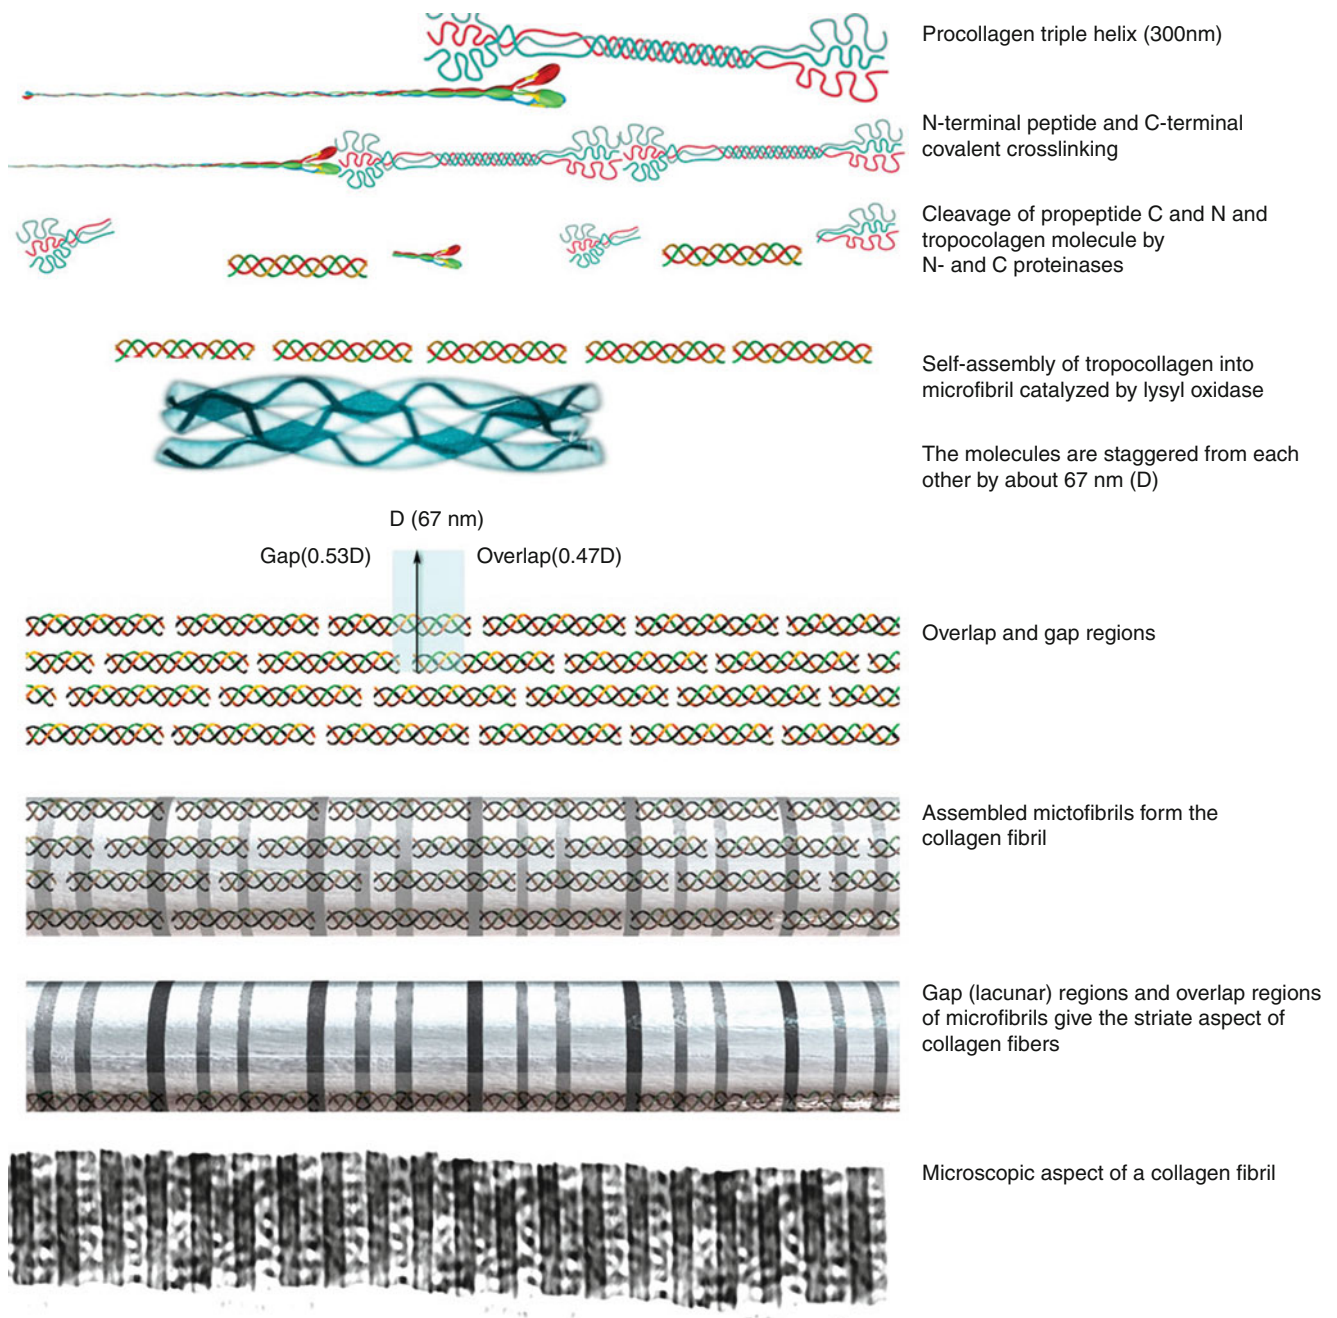 Procollagen triple helix (300nm)
N-terminal peptide and C-terminal
covalent crosslinking
Cleavage of propeptide C and N and
tropocolagen molecule by
N- and C proteinases
Self-assembly of tropocollagen into
microfibril catalyzed by lysyl oxidase
The molecules are staggered from each
other by about 67 nm (D)
D (67 nm)
Gap(0.53D)
Overlap(0.47D)
Overlap and gap regions
Assembled mictofibrils form the
collagen fibril
Gap (lacunar) regions and overlap regions
of microfibrils give the striate aspect of
collagen fibers
Microscopic aspect of a collagen fibril